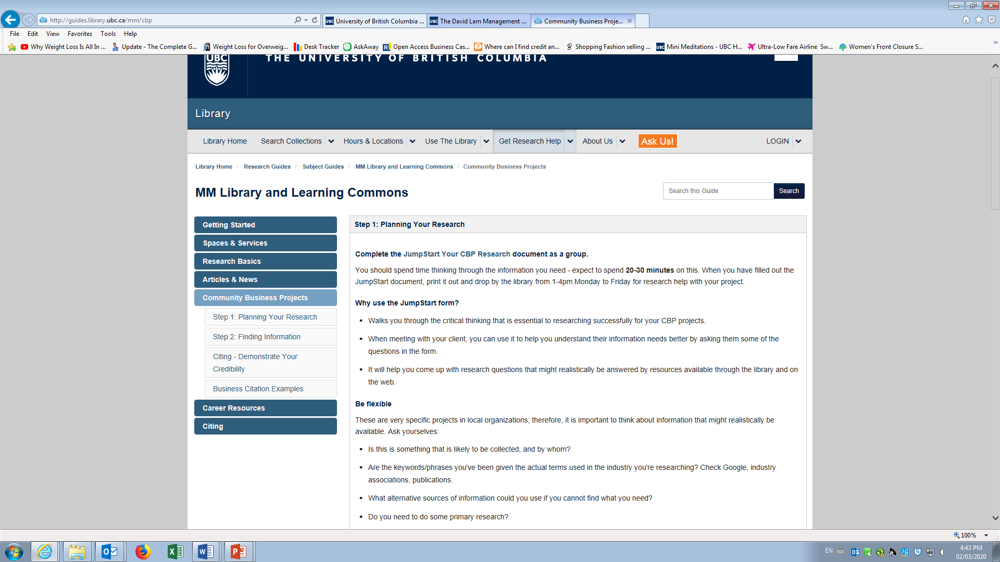 http://guides.library.ubc.ca/mm/cbp
UBC University of British Columbia ...
UBC The David Lam Management ...
Community Business Proje...
File Edit View Favorites Tools Help
Why Weight Loss Is All In ...
Update - The Complete G...
Weight Loss for Overweig...
Desk Tracker
AskAway
Open Access Business Cas...
Where can I find credit an...
Shopping Fashion selling ...
UBC Mini Meditations - UBC H...
Ultra-Low Fare Airline Sw...
Women's Front Closure S...
UBC
THE UNIVERSITY OF BRITISH COLUMBIA
Library
Library Home Search Collections Hours & Locations Use The Library Get Research Help About Us Ask Us! LOGIN
Library Home / Research Guides / Subject Guides / MM Library and Learning Commons / Community Business Projects
MM Library and Learning Commons
Search this Guide Search
Getting Started
Spaces & Services
Research Basics
Articles & News
Community Business Projects
Step 1: Planning Your Research
Step 2: Finding Information
Citing - Demonstrate Your
Credibility
Business Citation Examples
Career Resources
Citing
Step 1: Planning Your Research
Complete the JumpStart Your CBP Research document as a group.
You should spend time thinking through the information you need - expect to spend 20-30 minutes on this. When you have filled out the
JumpStart document, print it out and drop by the library from 1-4pm Monday to Friday for research help with your project.
Why use the JumpStart form?
▪ Walks you through the critical thinking that is essential to researching successfully for your CBP projects.
▪ When meeting with your client, you can use it to help you understand their information needs better by asking them some of the
questions in the form.
▪ It will help you come up with research questions that might realistically be answered by resources available through the library and on
the web.
Be flexible
These are very specific projects in local organizations; therefore, it is important to think about information that might realistically be
available. Ask yourselves:
▪ Is this is something that is likely to be collected, and by whom?
▪ Are the keywords/phrases you've been given the actual terms used in the industry you're researching? Check Google, industry
associations, publications.
▪ What alternative sources of information could you use if you cannot find what you need?
▪ Do you need to do some primary research?
100%
EN
4:43 PM
02/03/2020